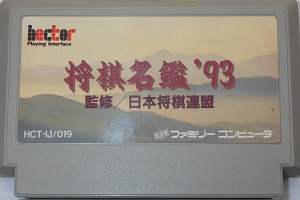 hector
Playing Interface
将棋名鑑'93
監修/日本将棋連盟
HCT-IJ/019
ファミリー コンピュータ